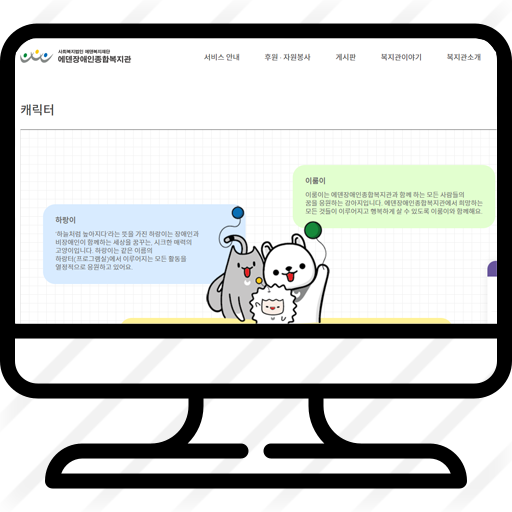 사회복지법인 에덴복지재단
에덴장애인종합복지관
서비스 안내
후원 · 자원봉사
게시판
복지관이야기
복지관소개
캐릭터
이룸이
이룸이는 에덴장애인종합복지관과 함께 하는 모든 사람들의
꿈을 응원하는 강아지입니다. 에덴장애인종합복지관에서 희망하는
모든 것들이 이루어지고 행복하게 살 수 있도록 이룸이와 함께해요.
하랑이
'하늘처럼 높아지다'라는 뜻을 가진 하랑이는 장애인과
비장애인이 함께하는 세상을 꿈꾸는, 시크한 매력의
고양이입니다. 하랑이는 같은 이름의
하랑터(프로그램실)에서 이루어지는 모든 활동을
열정적으로 응원하고 있어요.